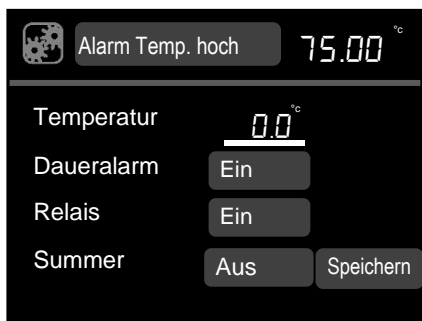 Alarm Temp. hoch 75.00 °c
Temperatur 0.0 °c
Daueralarm Ein
Relais Ein
Summer Aus Speichern